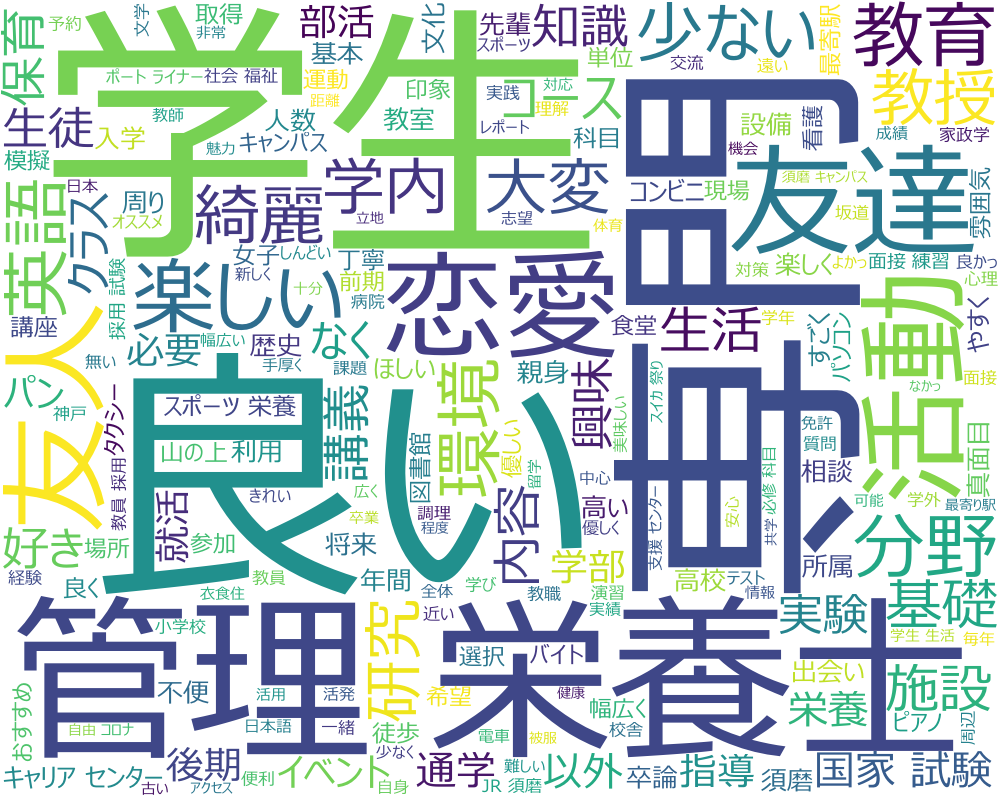 予約
文学
取得
非常
部活
基本
文化
先輩
スポーツ
知識
少ない
最寄駅
教育
保育
学生
ポート ライナー
社会 福祉
運動
距離
印象
実践
対応
理解
単位
交流
遠い
教授
生徒
入学
教師
人数
キャンパス
教室
レポート
コース
科目
設備
看護
成績
家政学
模擬
魅力
機会
専門
英語
日本
オススメ
周り
綺麗
学内
立地
大変
志望
体育
コンビニ
現場
須磨 キャンパス
坂道
友達
雰囲気
クラス
女子
しんどい
丁寧
新しく
前期
十分
病院
恋愛
対策
楽しく
よかっ
面接 練習
良かっ
心理
講座
採用 試験
楽しい
食堂
生活
学年
すごく
パソコン
活動
やすく
友人
無い
必要
幅広い
歴史
なく
手厚く
課題
ほしい
親身
興味
美味しい
スイカ 祭り
なかっ
面接
パン
神戸
タクシー
良い
スポーツ 栄養
講義
環境
免許
質問
真面目
教員 採用
山の上
利用
図書館
優しい
留学
中心
相談
きれい
広く
調理
高い
必修 科目
可能
学外
最寄り駅
就活
卒業
程度
内容
優しく
支援 センター
安心
共学
好き
場所
参加
将来
分野
経験
良く
教員
年間
全体
学び
学部
高校
テスト
所属
衣食住
教職
演習
実績
情報
基礎
管理
栄養士
小学校
研究
近い
選択
バイト
実験
学生 生活
毎年
おすすめ
不便
活用
活発
希望
健康
幅広く
出会い
栄養
施設
ピアノ
周辺
自由
コロナ
日本語
一緒
徒歩
電車
被服
校舎
キャリア センター
後期
イベント
少なく
通学
難しい
以外
卒論
指導
須磨
国家 試験
古い
便利
アクセス
自身
JR 須磨